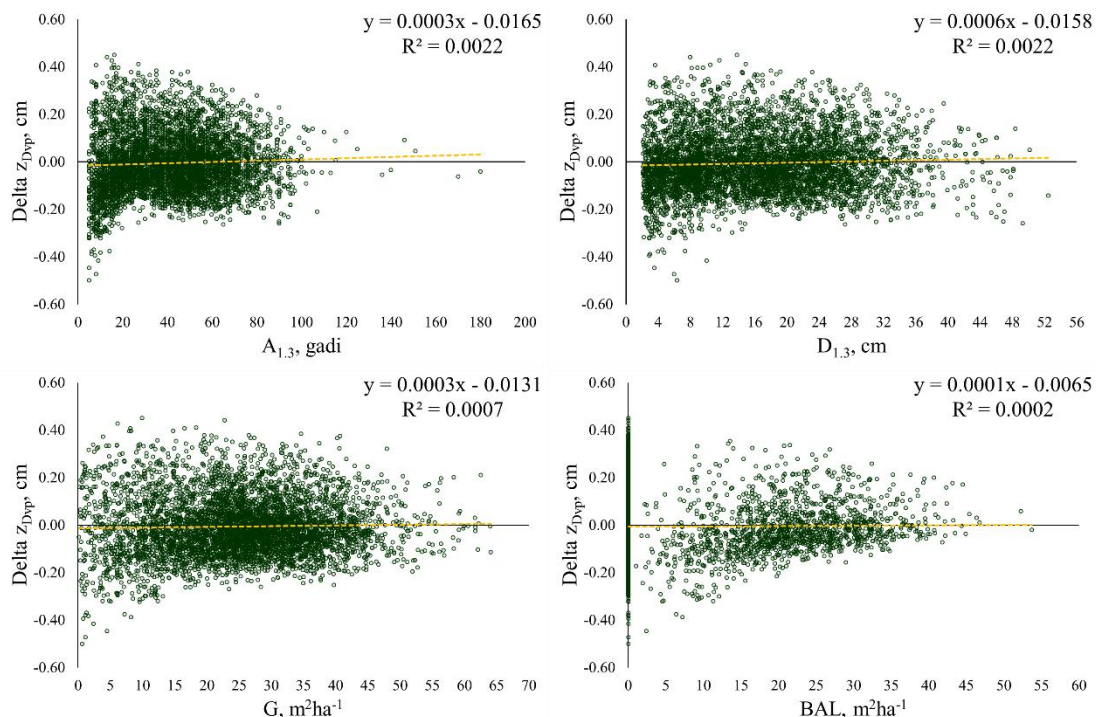 y = 0.0003x - 0.0165
R² = 0.0022
0.60
0.40
0.20
0.00
-0.20
-0.40
-0.60
Delta z_Dvp, cm
0 20 40 60 80 100 120 140 160 180 200
A_1.3, gadi
y = 0.0006x - 0.0158
R² = 0.0022
0.60
0.40
0.20
0.00
-0.20
-0.40
-0.60
Delta z_Dvp, cm
0 4 8 12 16 20 24 28 32 36 40 44 48 52 56
D_1.3, cm
y = 0.0003x - 0.0131
R² = 0.0007
0.60
0.40
0.20
0.00
-0.20
-0.40
-0.60
Delta z_Dvp, cm
0 5 10 15 20 25 30 35 40 45 50 55 60 65 70
G, m²ha⁻¹
y = 0.0001x - 0.0065
R² = 0.0002
0.60
0.40
0.20
0.00
-0.20
-0.40
-0.60
Delta z_Dvp, cm
0 5 10 15 20 25 30 35 40 45 50 55 60
BAL, m²ha⁻¹